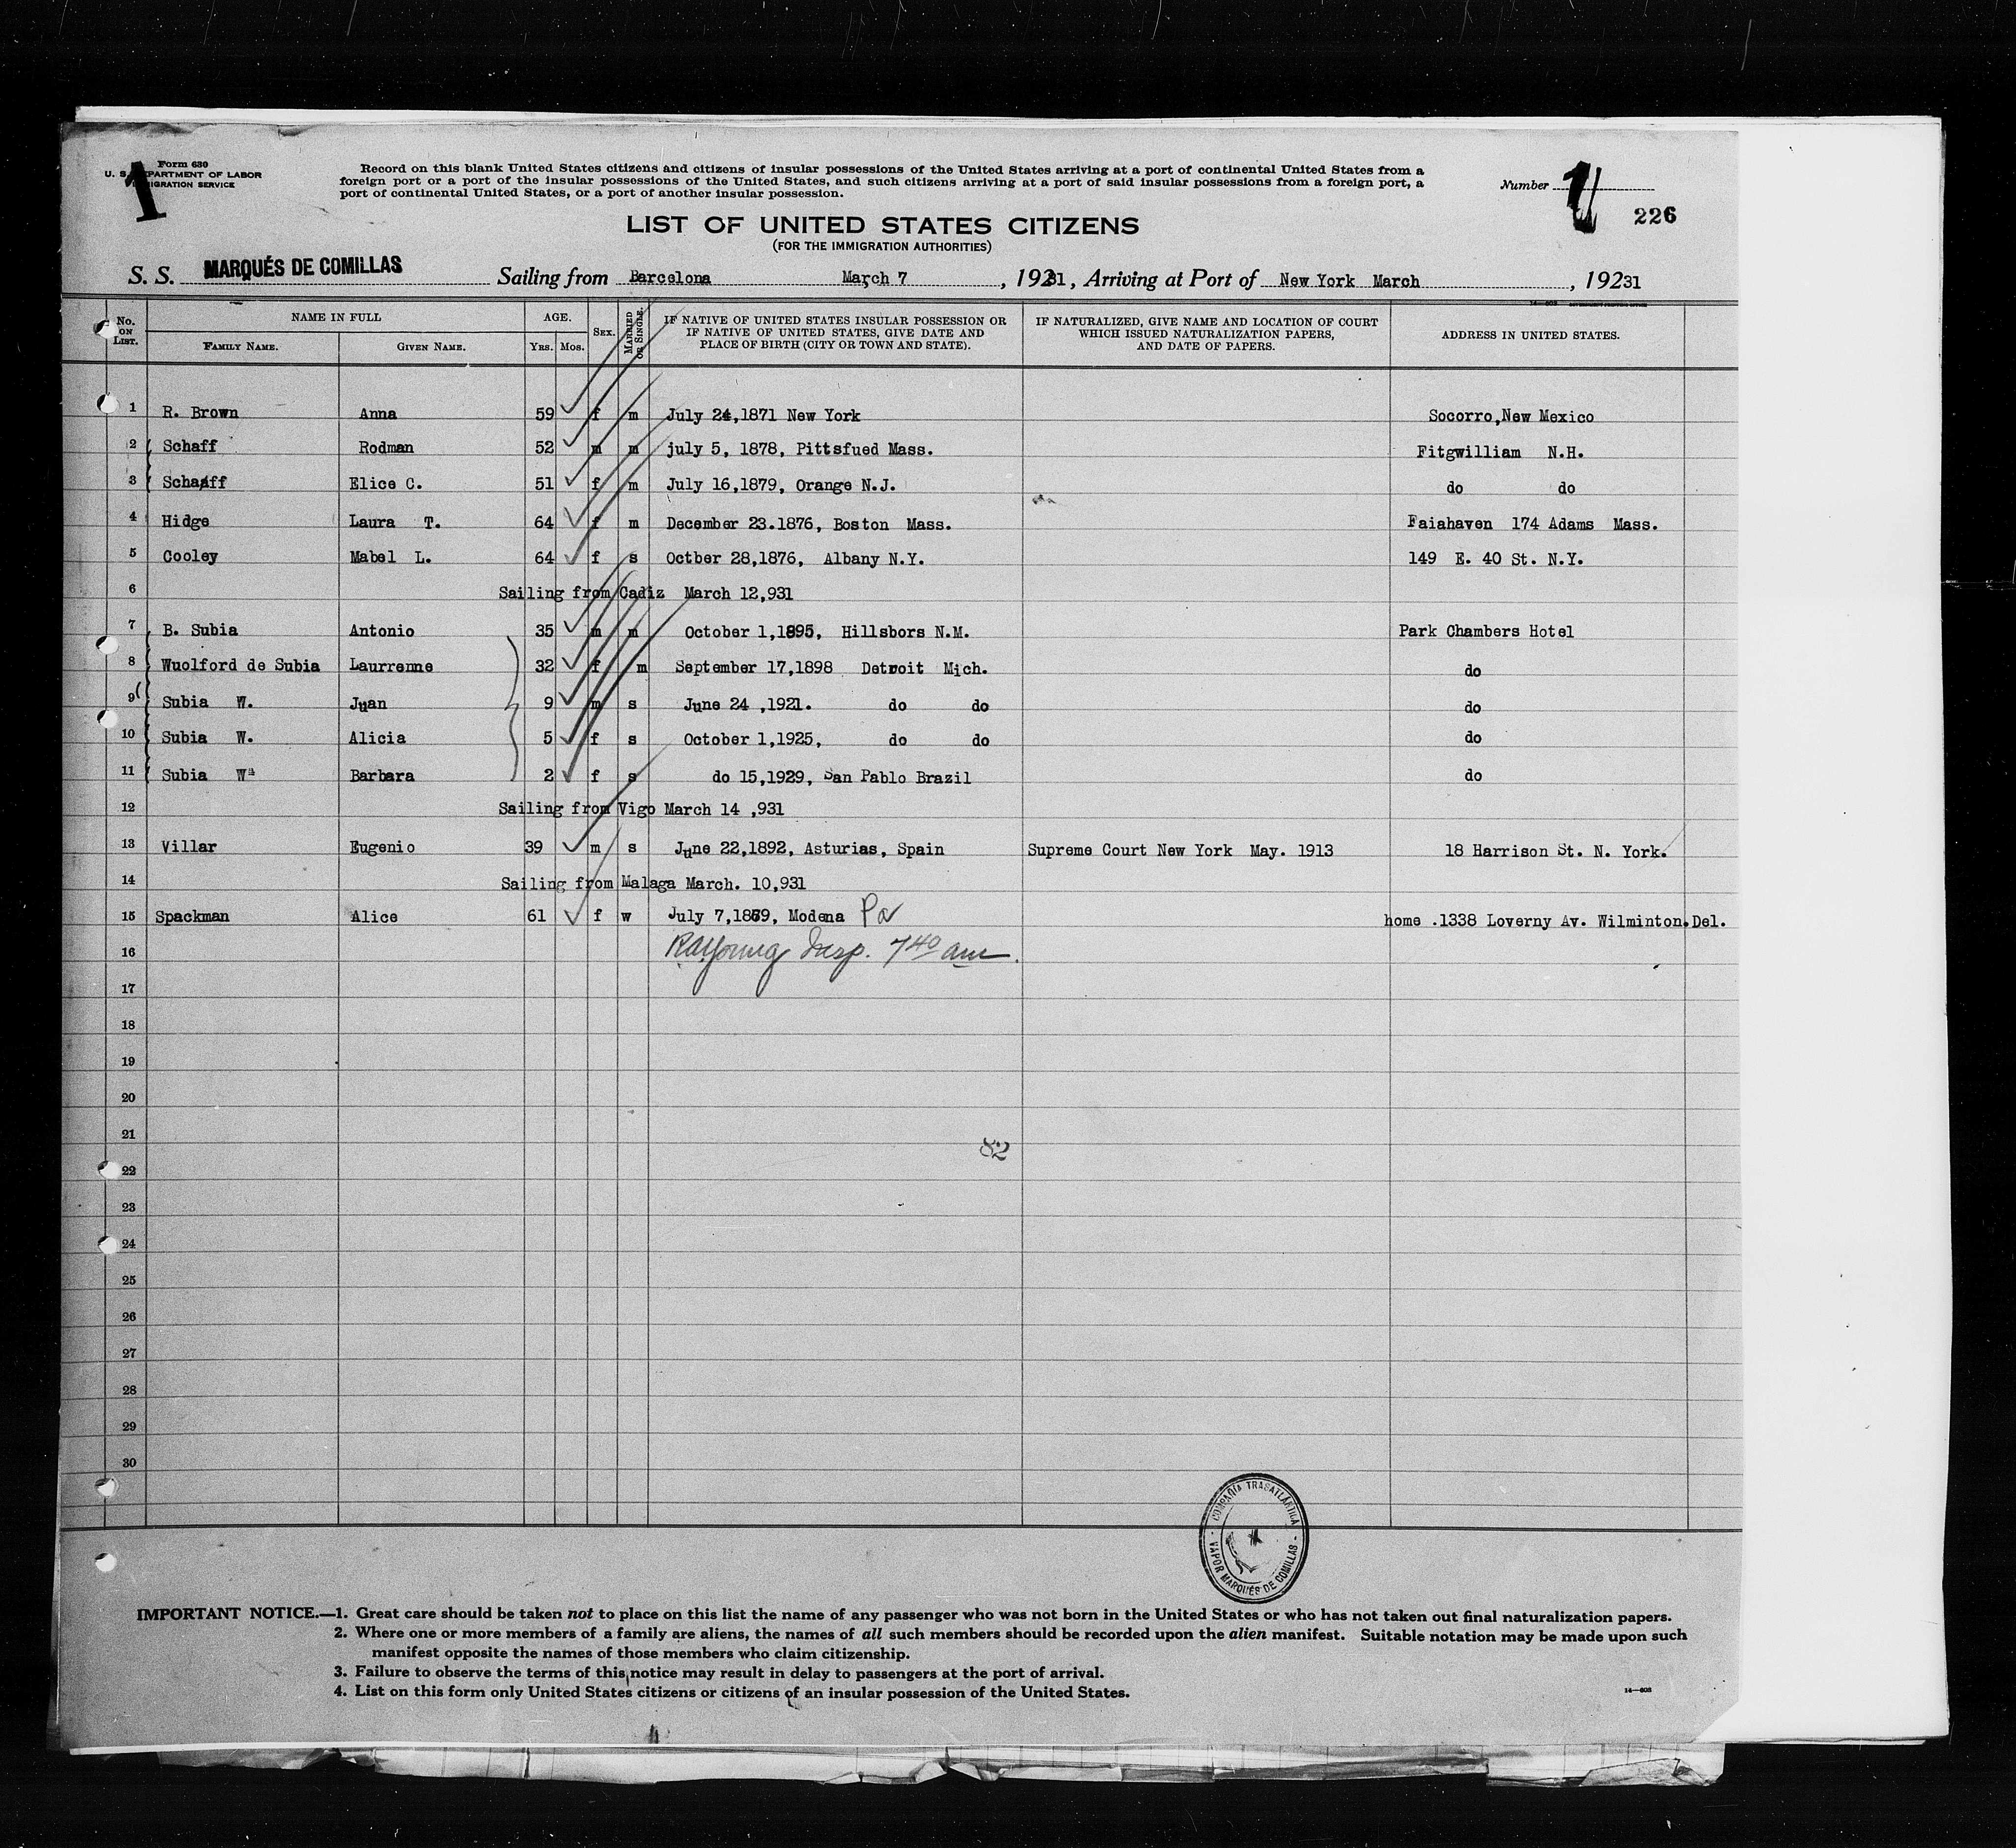 Form 630
U. S. DEPARTMENT OF LABOR
IMMIGRATION SERVICE
1
Record on this blank United States citizens and citizens of insular possessions of the United States arriving at a port of continental United States from a
foreign port or a port of the insular possessions of the United States, and such citizens arriving at a port of said insular possessions from a foreign port, a
port of continental United States, or a port of another insular possession.
Number 1
226
LIST OF UNITED STATES CITIZENS
(FOR THE IMMIGRATION AUTHORITIES)
S. S. MARQUÉS DE COMILLAS Sailing from Barcelona March 7, 1931, Arriving at Port of New York March, 19231
No. ON LIST. NAME IN FULL AGE. SEX. MARRIED OR SINGLE. IF NATIVE OF UNITED STATES INSULAR POSSESSION OR IF NATIVE OF UNITED STATES, GIVE DATE AND PLACE OF BIRTH (CITY OR TOWN AND STATE). IF NATURALIZED, GIVE NAME AND LOCATION OF COURT WHICH ISSUED NATURALIZATION PAPERS, AND DATE OF PAPERS. ADDRESS IN UNITED STATES.
FAMILY NAME. GIVEN NAME. YRS. MOS.
1 R. Brown Anna 59 f m July 24,1871 New York Socorro,New Mexico
2 Schaff Rodman 52 m m july 5, 1878, Pittsfued Mass. Fitgwilliam N.H.
3 Schaaff Elice C. 51 f m July 16,1879, Orange N.J. do do
4 Hidge Laura T. 64 f m December 23.1876, Boston Mass. Faiahaven 174 Adams Mass.
5 Cooley Mabel L. 64 f s Octber 28,1876, Albany N.Y. 149 E. 40 St. N.Y.
6 Sailing from Cadiz March 12,931
7 B. Subia Antonio 35 m m October 1,1895, Hillsbors N.M. Park Chambers Hotel
8 Wuolford de Subia Laurrenne 32 f m September 17,1898 Detroit Mich. do
9 Subia W. Juan 9 m s June 24 ,1921. do do do
10 Subia W. Alicia 5 f s October 1,1925, do do do
11 Subia W. Barbara 2 f s do 15,1929, San Pablo Brazil do
12 Sailing from Vigo March 14 ,931
13 Villar Eugenio 39 m s June 22,1892, Asturias, Spain Supreme Court New York May. 1913 18 Harrison St. N. York.
14 Sailing from Malaga March. 10,931
15 Spackman Alice 61 f w July 7,1869, Modena Pa home .1338 Loverny Av. Wilminton.Del.
16 RaYoung Insp. 7 40 am.
17
18
19
20
21
82
22
23
24
25
26
27
28
29
30
COMPAÑÍA TRASATLÁNTICA
- VAPOR MARQUÉS DE COMILLAS -
IMPORTANT NOTICE.—1. Great care should be taken not to place on this list the name of any passenger who was not born in the United States or who has not taken out final naturalization papers.
2. Where one or more members of a family are aliens, the names of all such members should be recorded upon the alien manifest. Suitable notation may be made upon such
manifest opposite the names of those members who claim citizenship.
3. Failure to observe the terms of this notice may result in delay to passengers at the port of arrival.
4. List on this form only United States citizens or citizens of an insular possession of the United States.